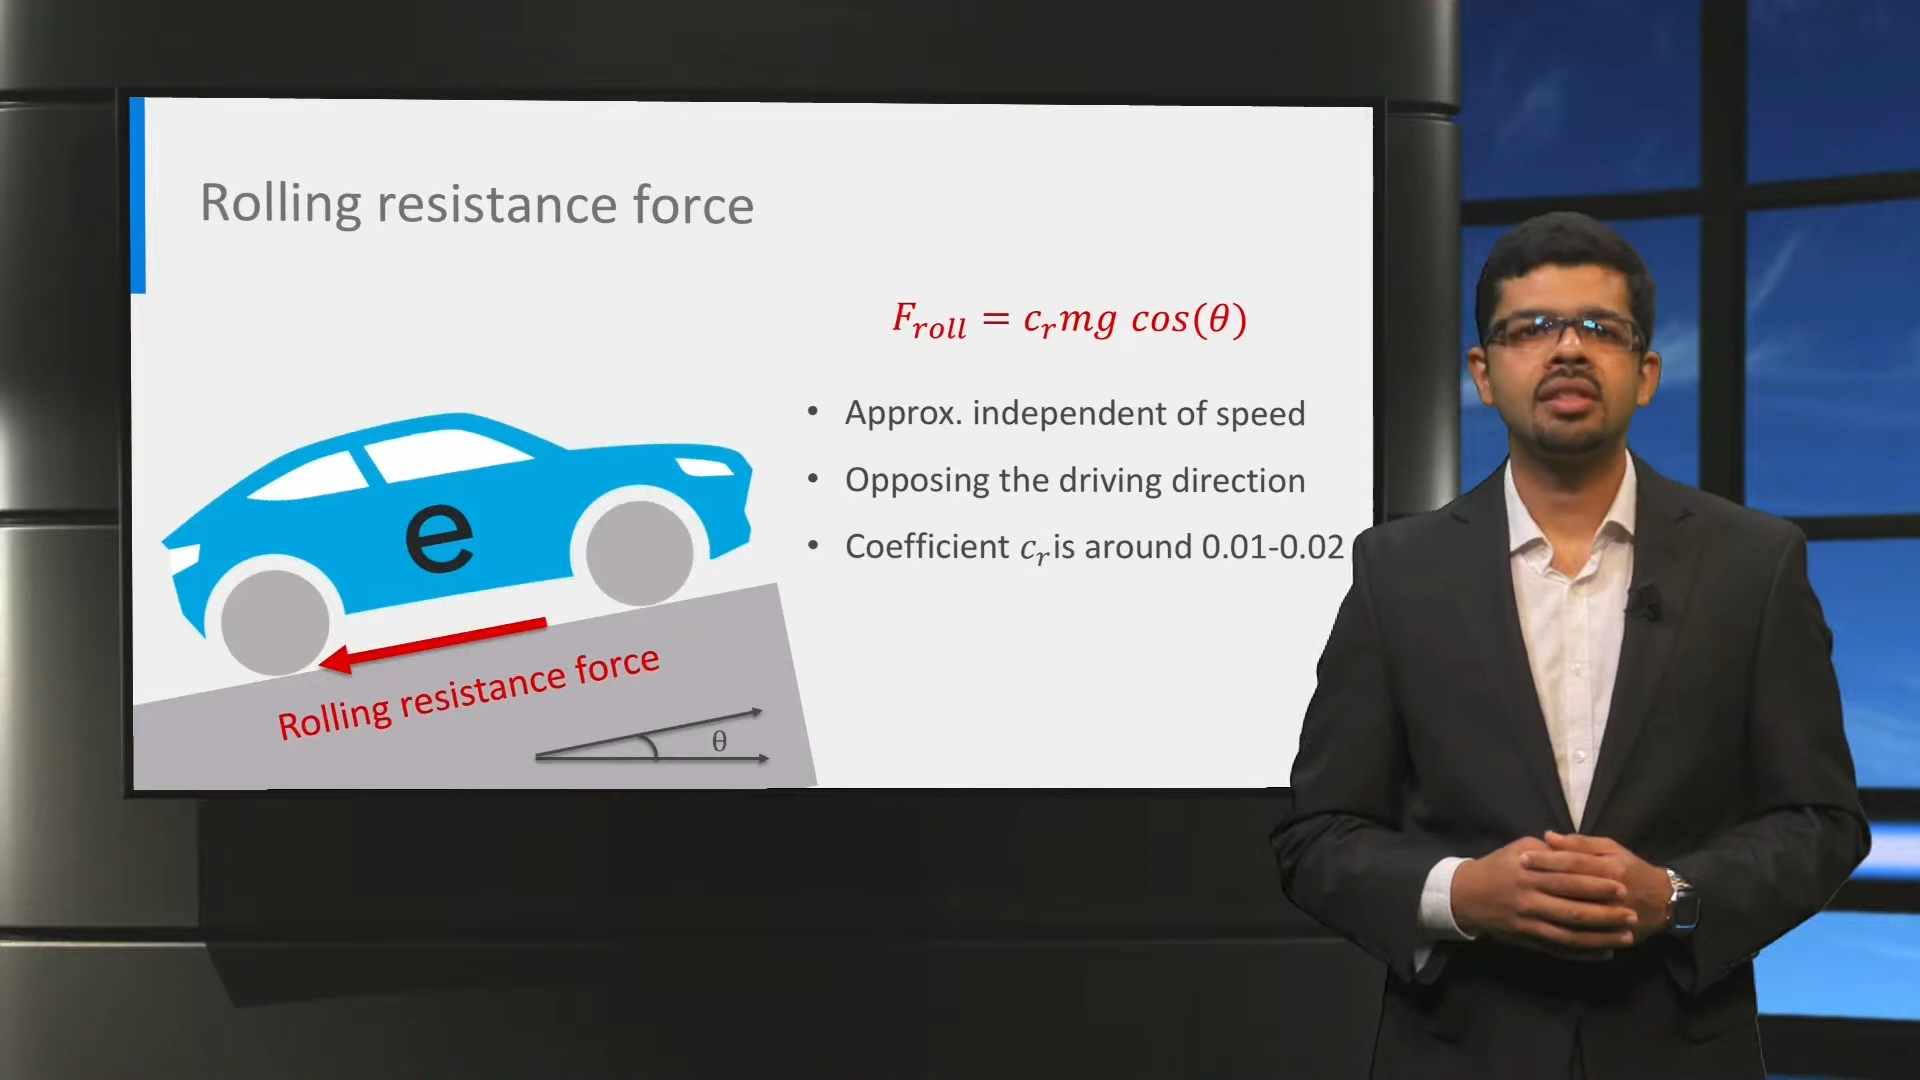 Rolling resistance force
F_roll = c_r mg cos(θ)
• Approx. independent of speed
• Opposing the driving direction
• Coefficient c_r is around 0.01-0.02
e
Rolling resistance force
θ